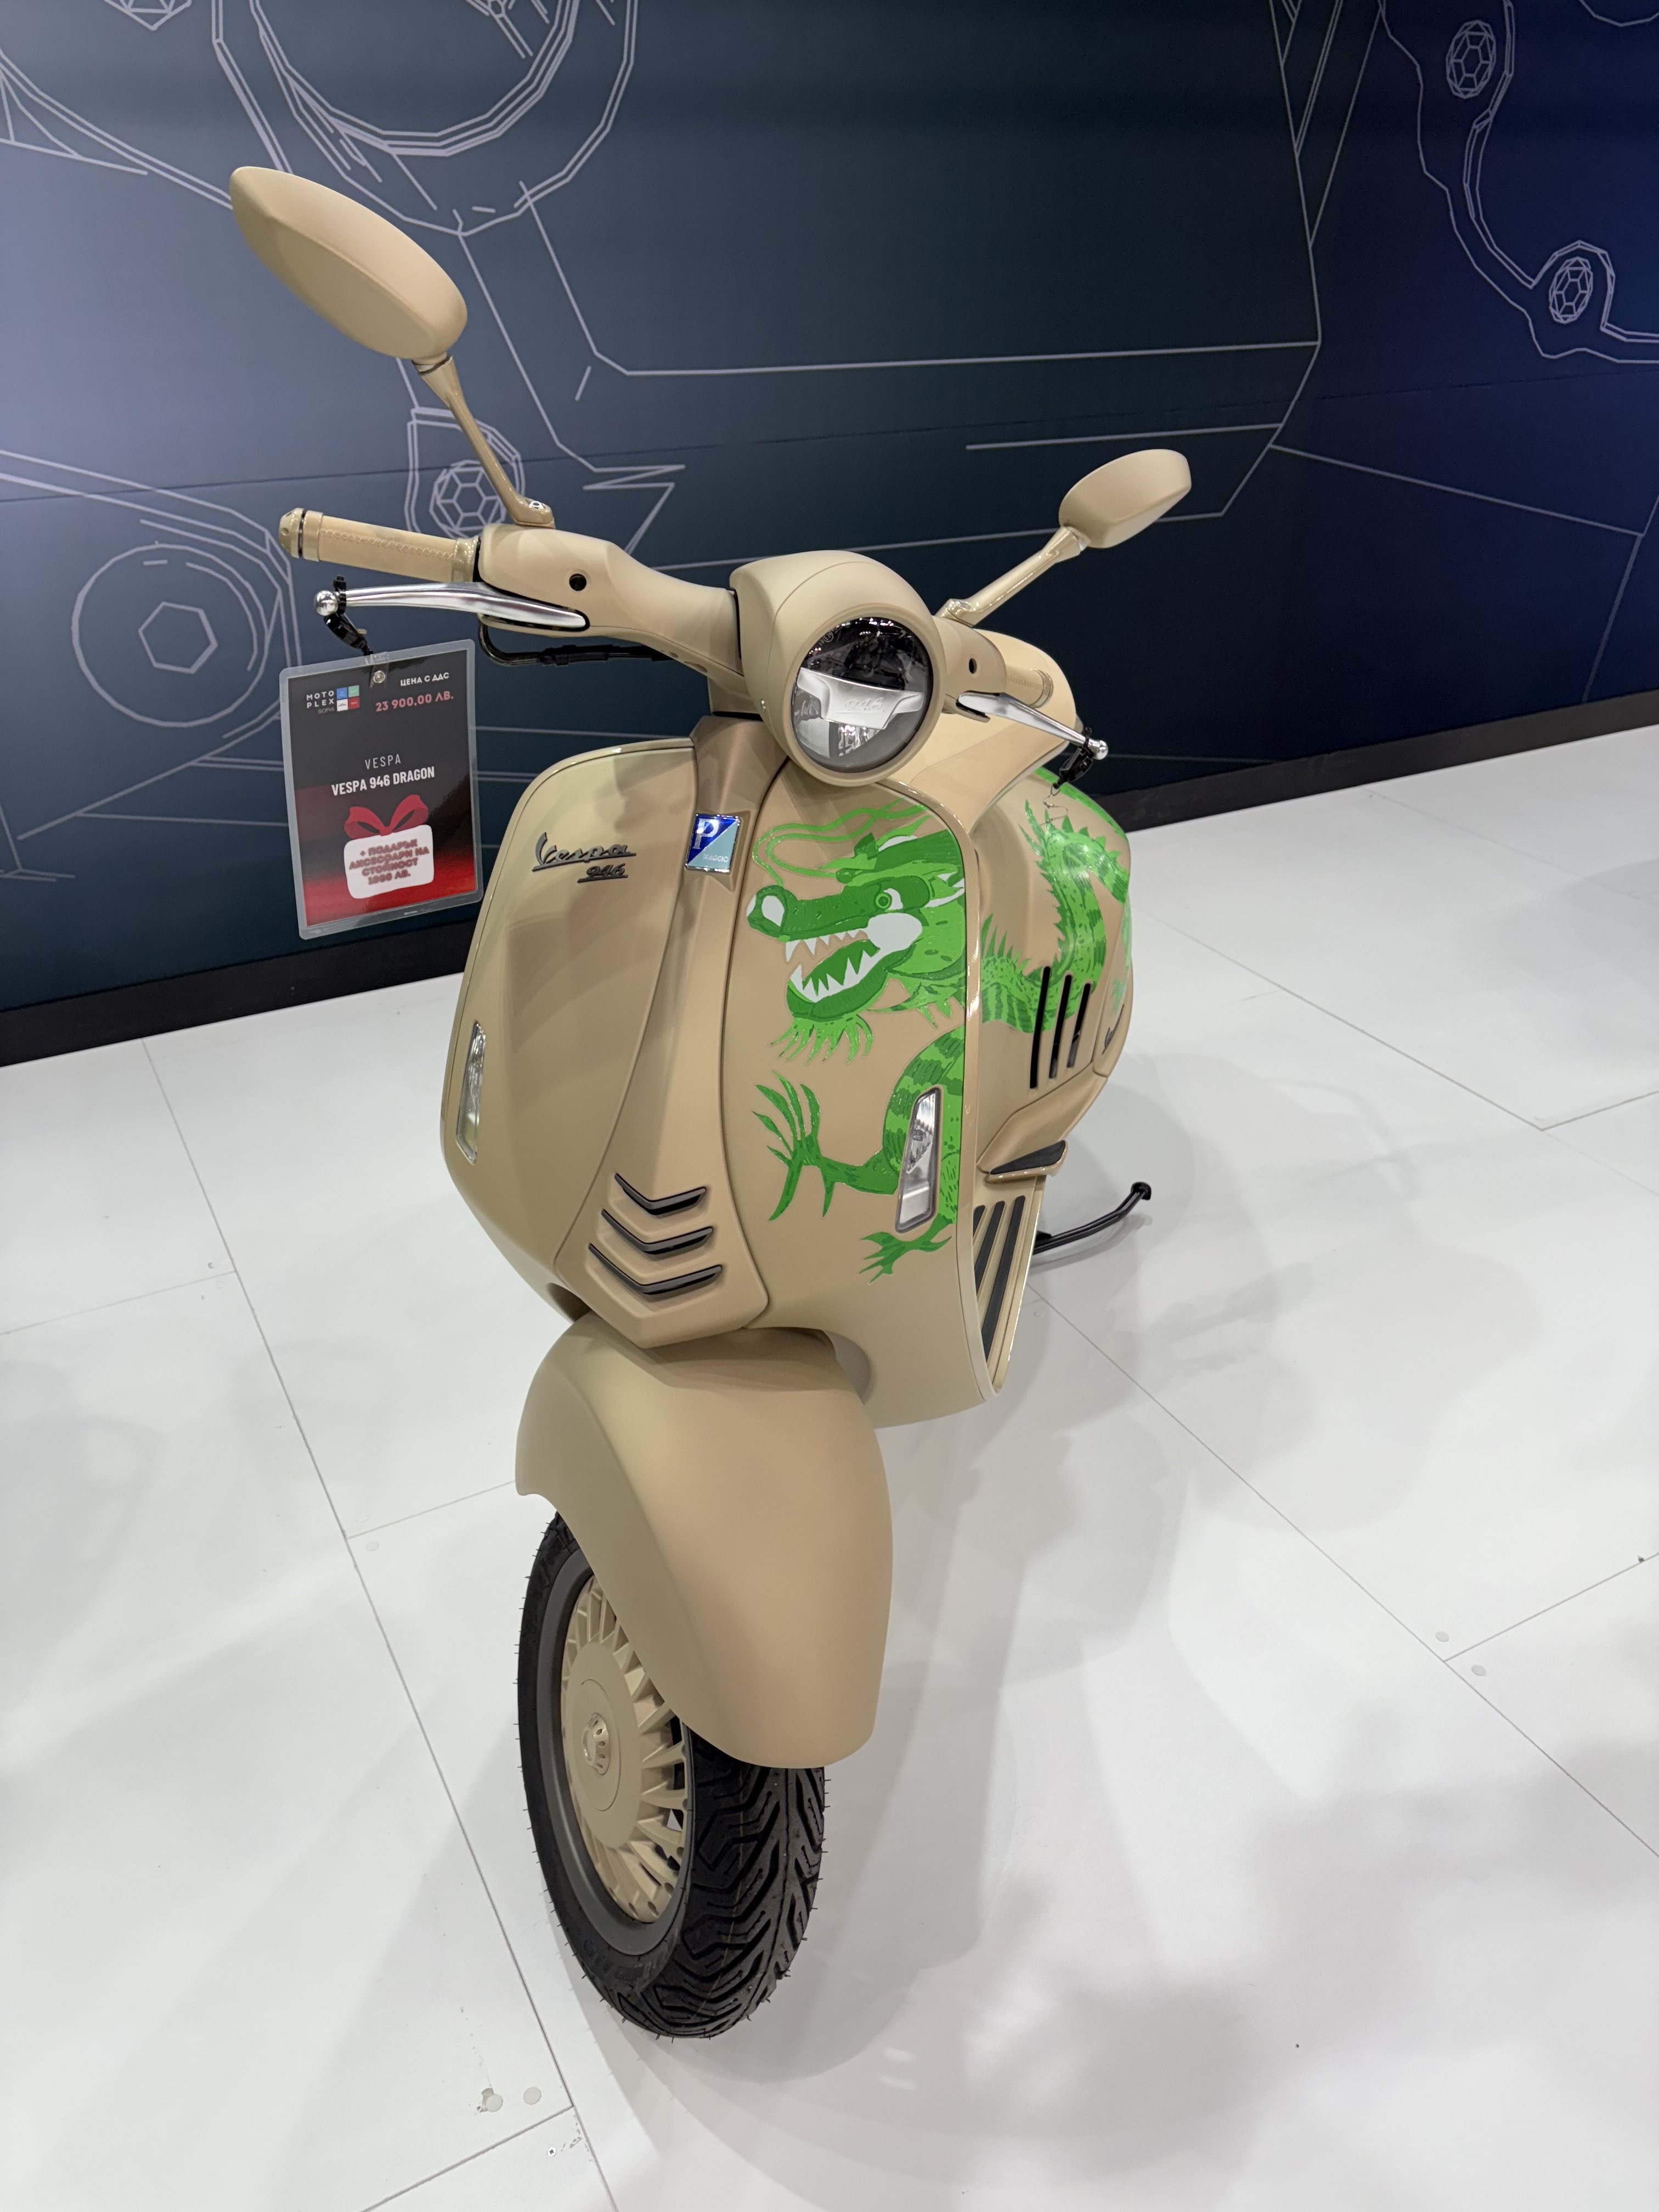 MOTO
PLEX
SOFIA
ЦЕНА С ДДС
23 900,00 ЛВ.
VESPA
VESPA 946 DRAGON
+ ПОДАРЪК
АКСЕСОАРИ НА
СТОЙНОСТ
1000 ЛВ.
Vespa
946
P
PIAGGIO